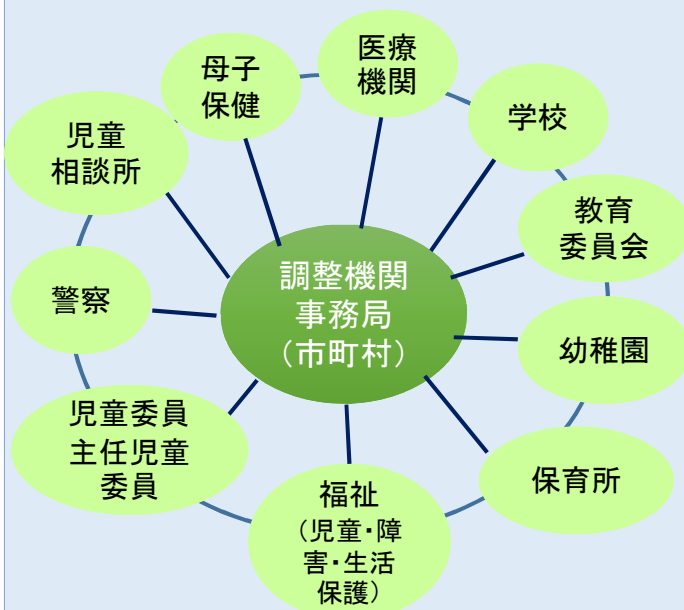 医療
機関
母子
保健
学校
児童
相談所
教育
委員会
調整機関
事務局
（市町村）
警察
幼稚園
児童委員
主任児童
委員
保育所
福祉
（児童・障
害・生活
保護）